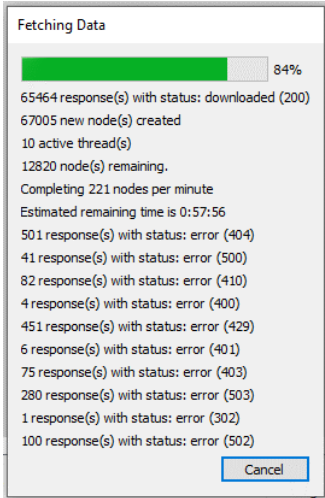 Fetching Data
84%
65464 response(s) with status: downloaded (200)
67005 new node(s) created
10 active thread(s)
12820 node(s) remaining.
Completing 221 nodes per minute
Estimated remaining time is 0:57:56
501 response(s) with status: error (404)
41 response(s) with status: error (500)
82 response(s) with status: error (410)
4 response(s) with status: error (400)
451 response(s) with status: error (429)
6 response(s) with status: error (401)
75 response(s) with status: error (403)
280 response(s) with status: error (503)
1 response(s) with status: error (302)
100 response(s) with status: error (502)
Cancel